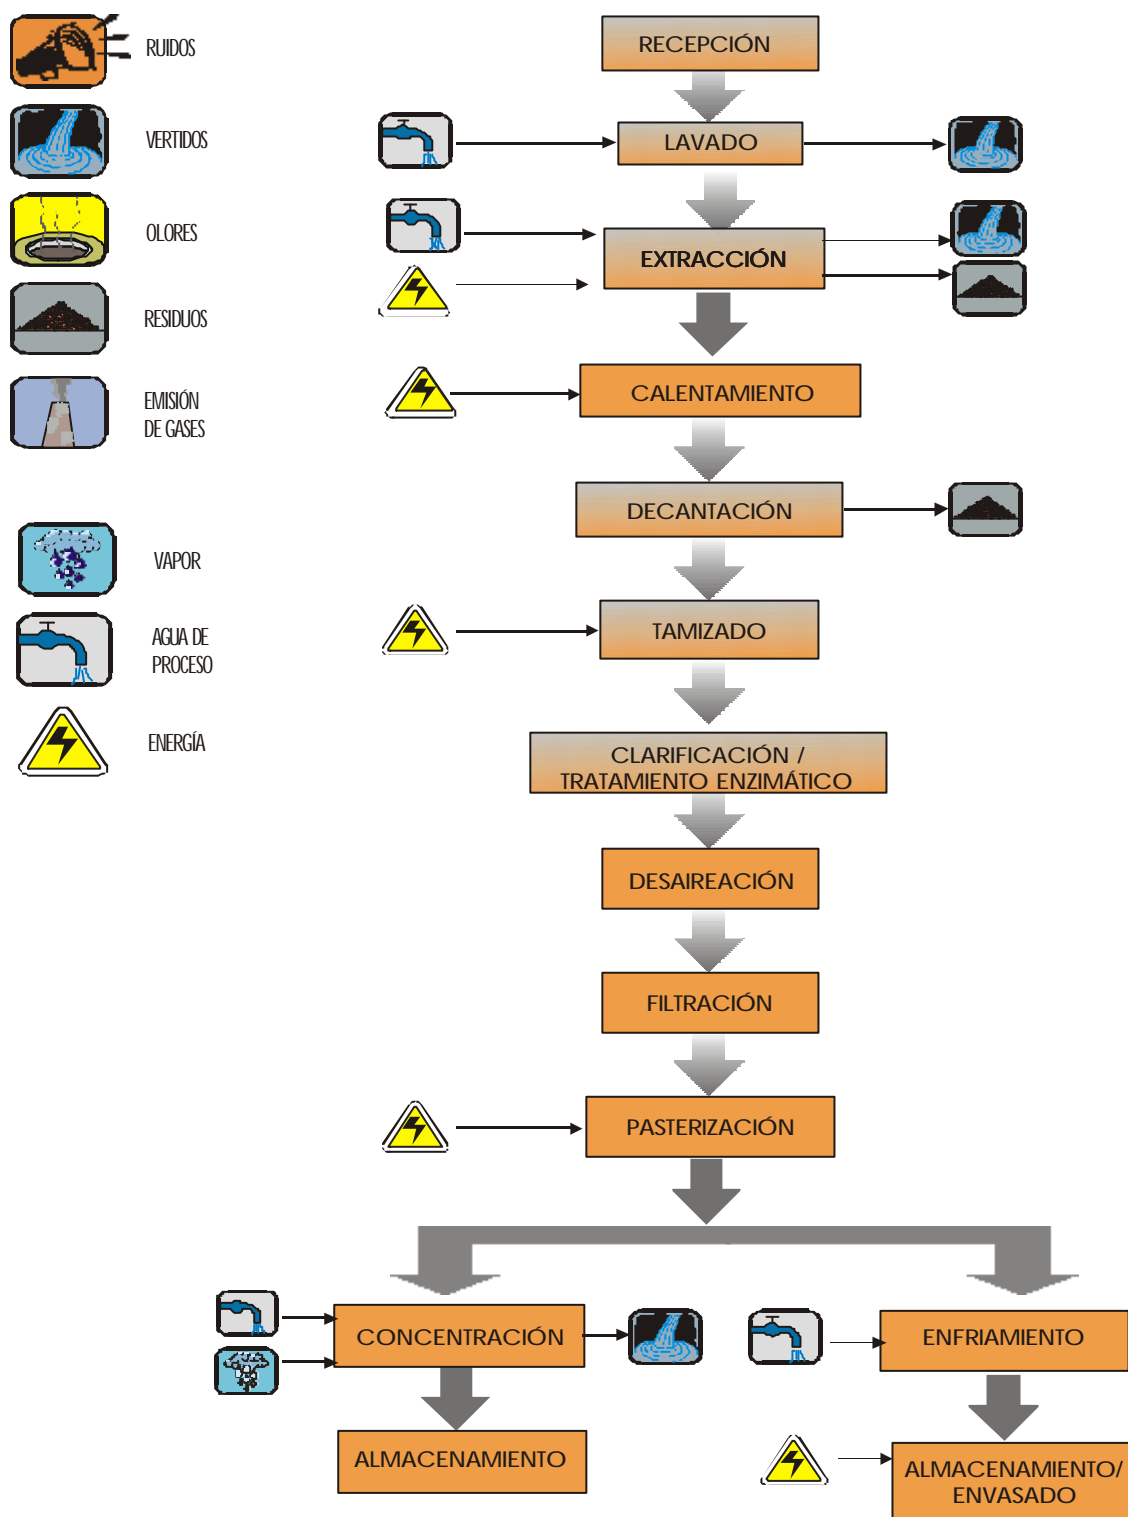 RUIDOS
VERTIDOS
OLORES
RESIDUOS
EMISIÓN
DE GASES
VAPOR
AGUA DE
PROCESO
ENERGÍA
RECEPCIÓN
LAVADO
EXTRACCIÓN
CALENTAMIENTO
DECANTACIÓN
TAMIZADO
CLARIFICACIÓN /
TRATAMIENTO ENZIMÁTICO
DESAIREACIÓN
FILTRACIÓN
PASTERIZACIÓN
CONCENTRACIÓN
ALMACENAMIENTO
ENFRIAMIENTO
ALMACENAMIENTO/
ENVASADO